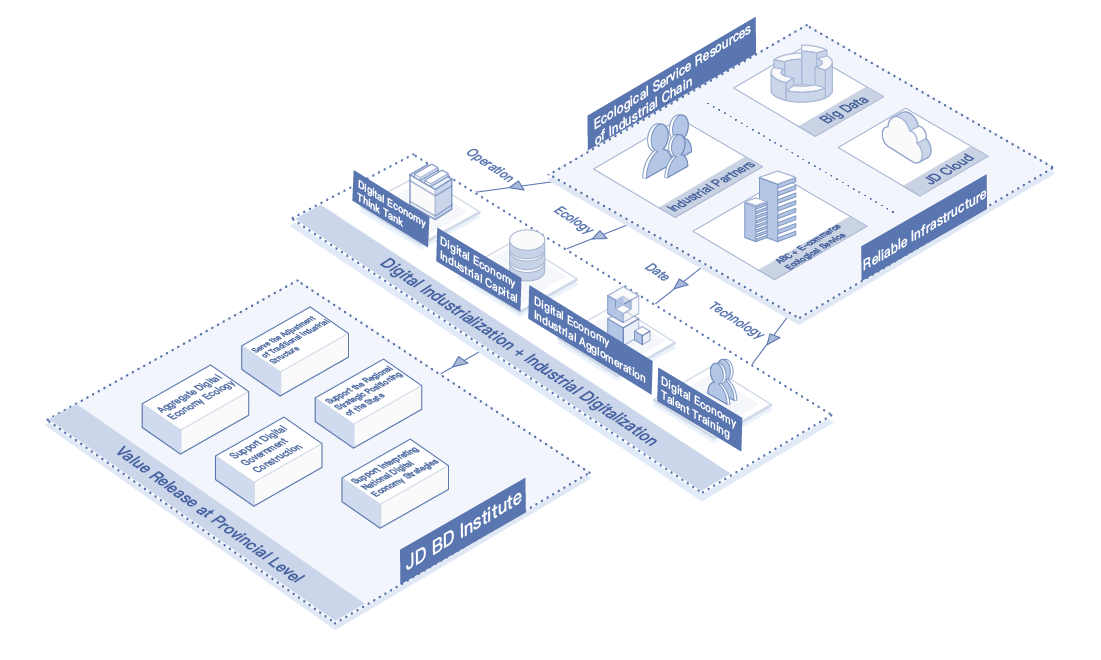 Ecological Service Resources
of Industrial Chain
Big Data
JD Cloud
Industrial Partners
ABC + E-commerce
Ecological Service
Reliable Infrastructure
Operation
Ecology
Date
Technology
Digital Economy
Think Tank
Digital Economy
Industrial Capital
Digital Economy
Industrial Agglomeration
Digital Economy
Talent Training
Digital Industrialization + Industrial Digitalization
Serve the Adjustment
of Traditional Industrial
Structure
Aggregate Digital
Economy Ecology
Support the Regional
Strategic Positioning
of the State
Support Digital
Government
Construction
Support Interpreting
National Digital
Economy Strategies
Value Release at Provincial Level
JD BD Institute